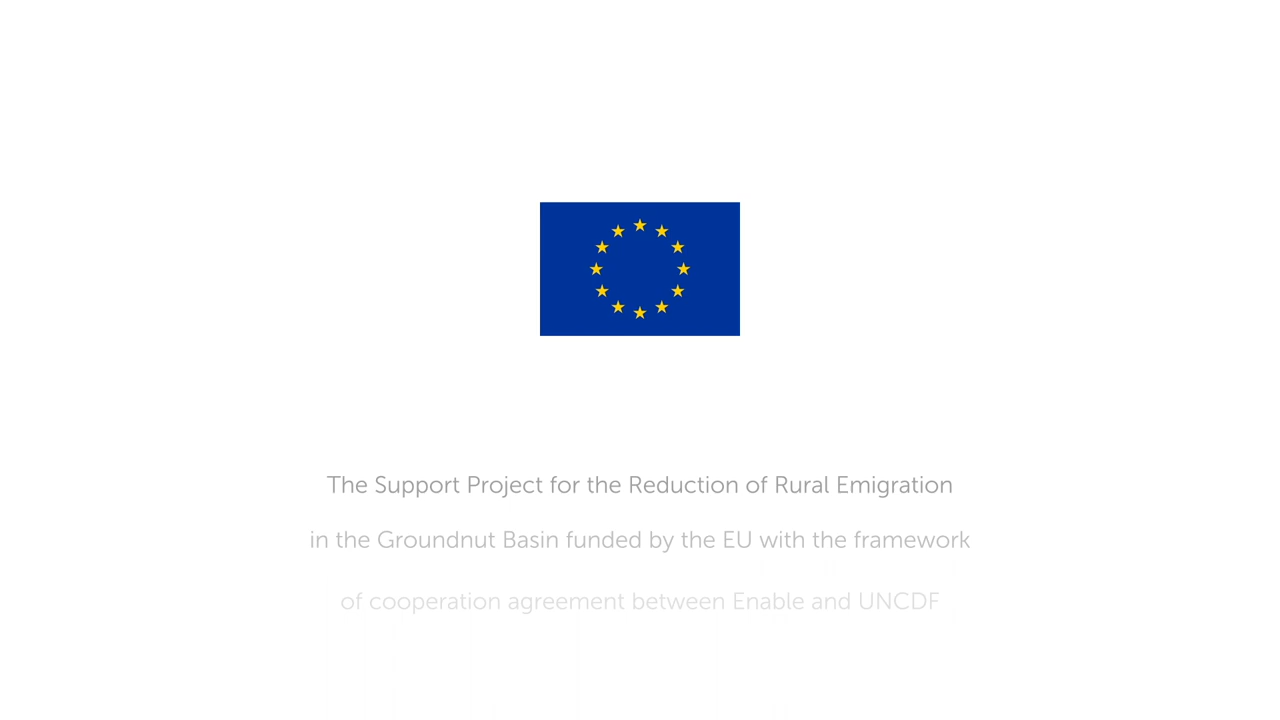 The Support Project for the Reduction of Rural Emigration
in the Groundnut Basin funded by the EU with the framework
of cooperation agreement between Enable and UNCDF